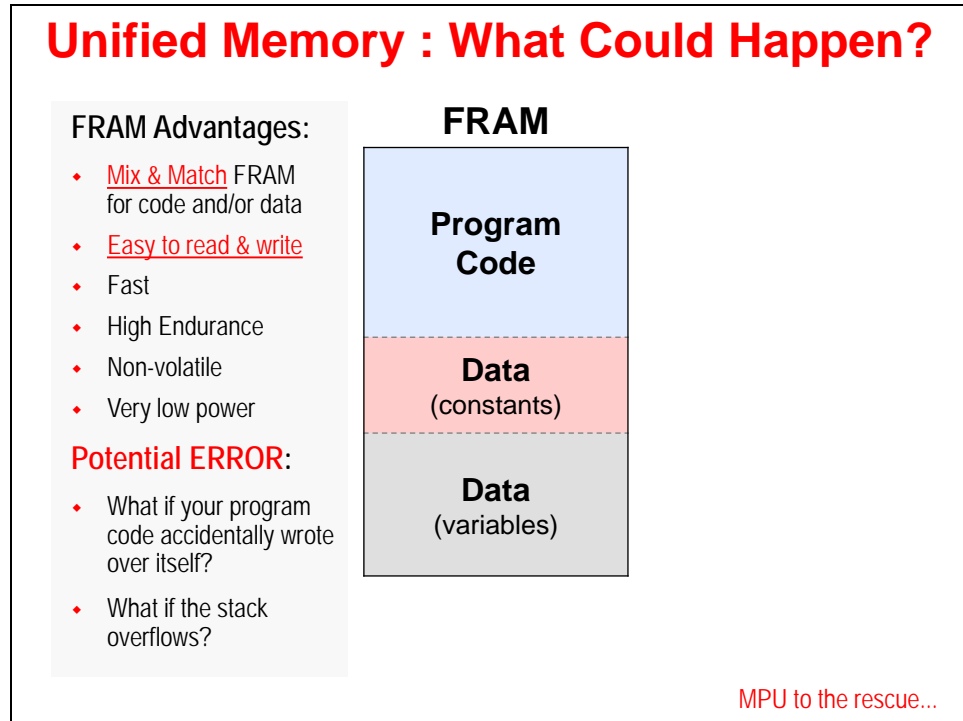 Unified Memory : What Could Happen?
FRAM Advantages:
Mix & Match FRAM
for code and/or data
Easy to read & write
Fast
High Endurance
Non-volatile
Very low power
Potential ERROR:
What if your program
code accidentally wrote
over itself?
What if the stack
overflows?
FRAM
Program
Code
Data
(constants)
Data
(variables)
MPU to the rescue...